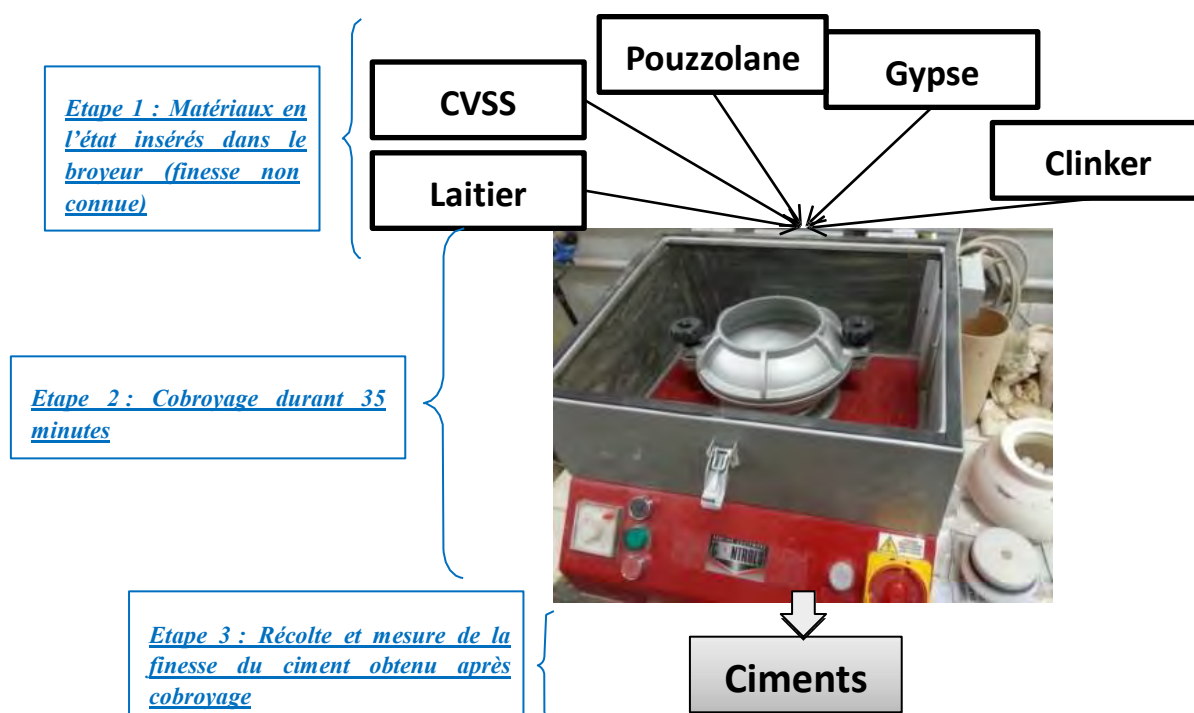 Pouzzolane
Gypse
CVSS
Clinker
Laitier
Etape 1 : Matériaux en
l’état insérés dans le
broyeur (finesse non
connue)
Etape 2 : Cobroyage durant 35
minutes
Etape 3 : Récolte et mesure de la
finesse du ciment obtenu après
cobroyage
Ciments